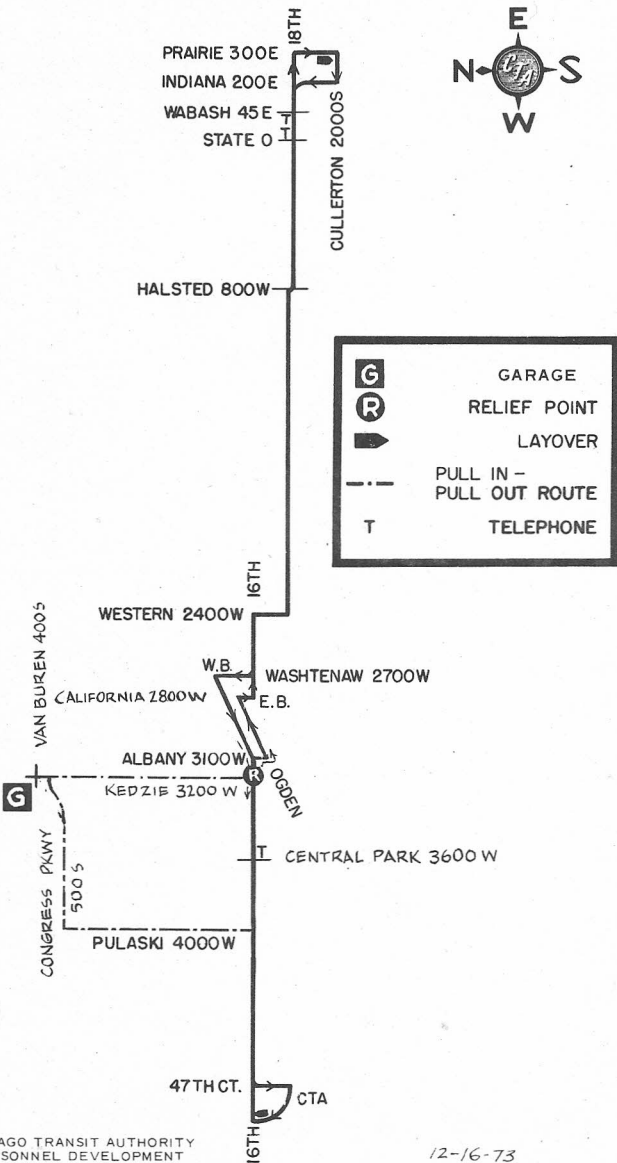 E
N
S
W
CTA
18TH
PRAIRIE 300E
INDIANA 200E
WABASH 45E
T
T
STATE 0
CULLERTON 2000S
HALSTED 800W
G GARAGE
R RELIEF POINT
LAYOVER
PULL IN -
PULL OUT ROUTE
T TELEPHONE
16TH
WESTERN 2400W
W.B.
WASHTENAW 2700W
CALIFORNIA 2800W
E.B.
VAN BUREN 400S
ALBANY 3100W
OGDEN
R
G
KEDZIE 3200 W
T
CENTRAL PARK 3600 W
CONGRESS PKWY
500 S
PULASKI 4000W
47TH CT.
CTA
16TH
AGO TRANSIT AUTHORITY
SONNEL DEVELOPMENT
12-16-73